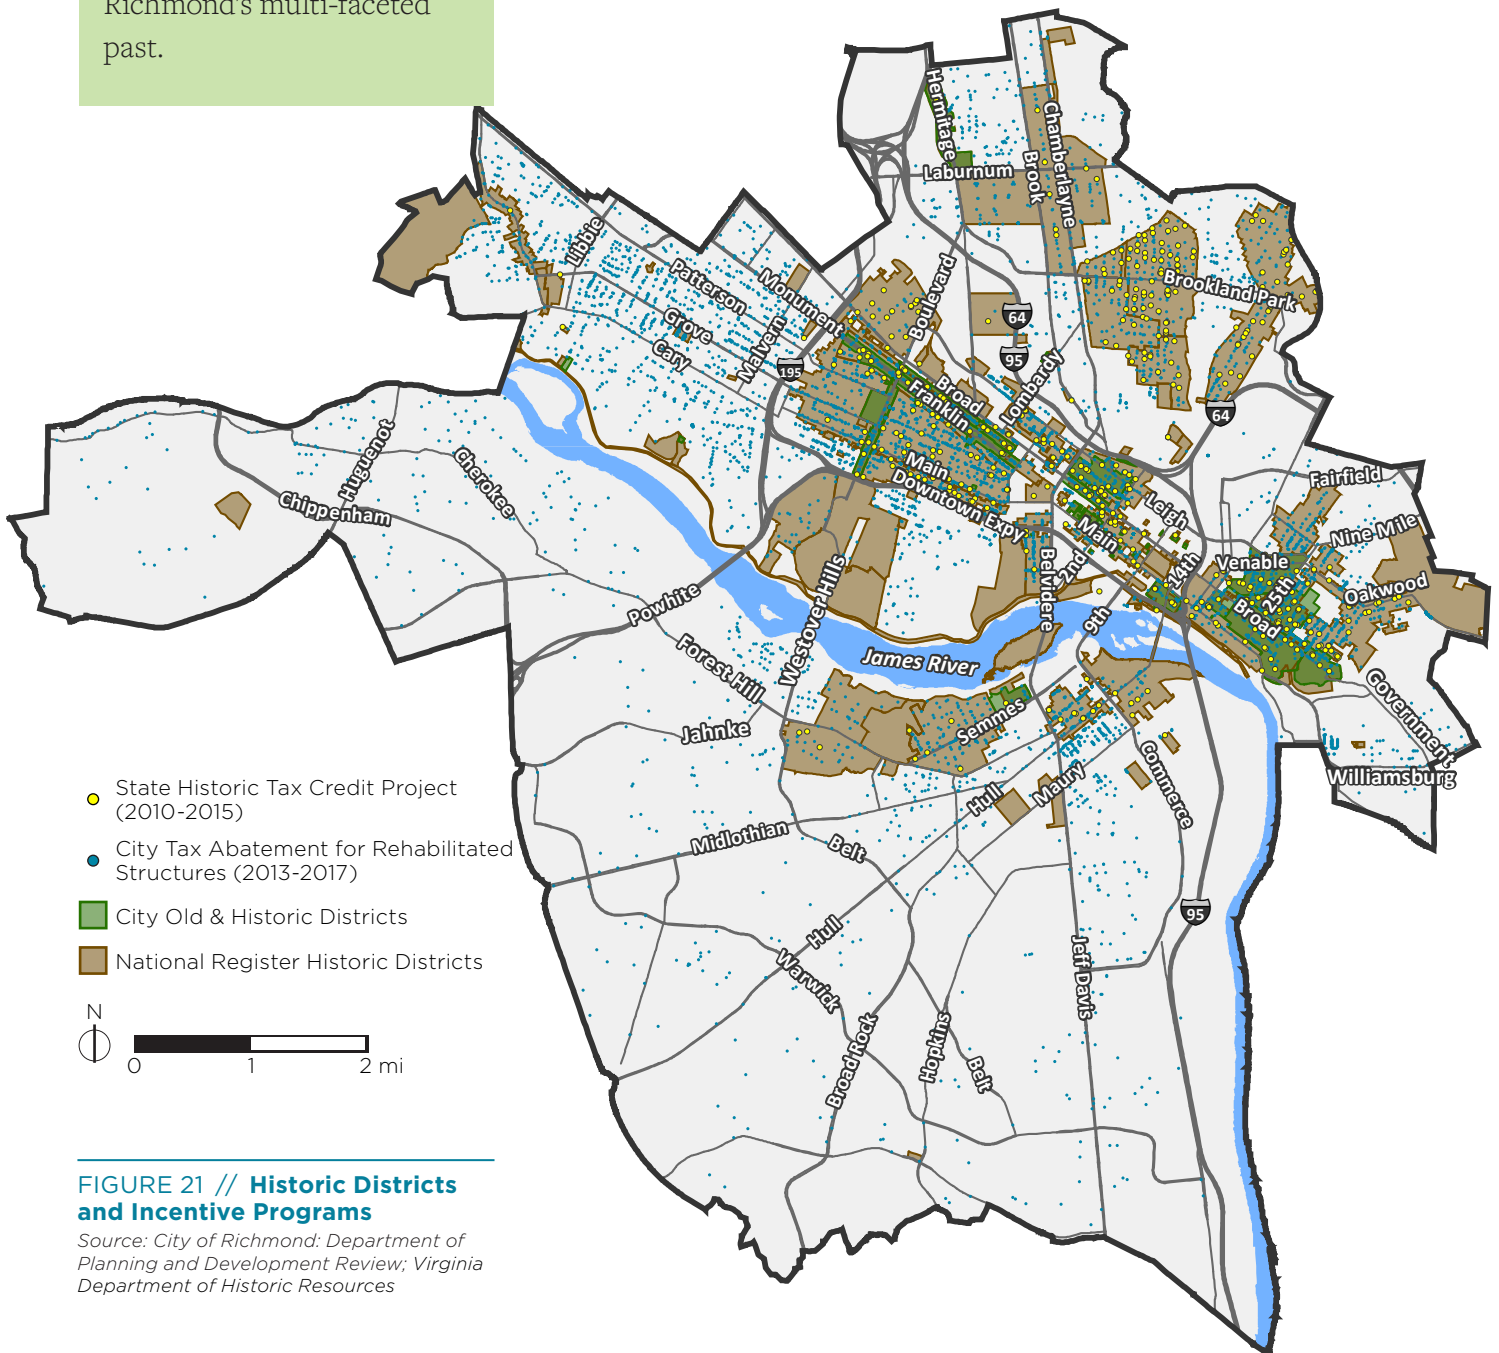 Richmond's multi-faceted
past.
Hermitage
Chamberlayne
Laburnum
Brook
Libbie
Patterson
Monument
Boulevard
Brookland Park
64
Grove
Malvern
95
Cary
195
Broad
Franklin
Lombardy
64
Huguenot
Cherokee
Chippenham
Main
Downtown Expy
Leigh
Main
Fairfield
Nine Mile
Venable
14th
25th
Oakwood
Broad
2nd
Belvidere
9th
Powhite
Westover Hills
Forest Hill
James River
Government
Semmes
Jahnke
Williamsburg
Commerce
Maury
Hull
Midlothian
Belt
95
Hull
Warwick
Jeff Davis
Broad Rock
Hopkins
Belt
State Historic Tax Credit Project
(2010-2015)
City Tax Abatement for Rehabilitated
Structures (2013-2017)
City Old & Historic Districts
National Register Historic Districts
N
0 1 2 mi
FIGURE 21 // Historic Districts
and Incentive Programs
Source: City of Richmond: Department of
Planning and Development Review; Virginia
Department of Historic Resources